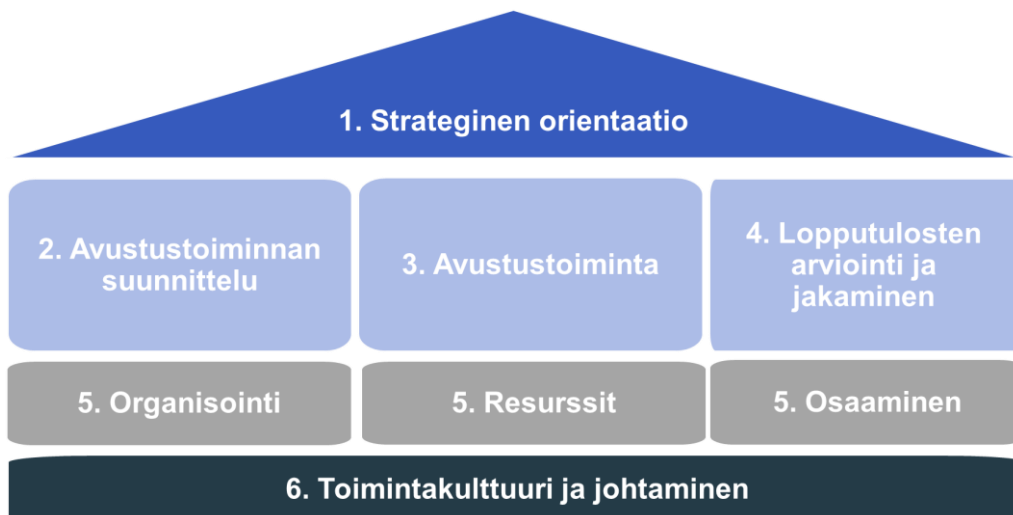 1. Strateginen orientaatio
2. Avustustoiminnan
suunnittelu
3. Avustustoiminta
4. Lopputulosten
arviointi ja
jakaminen
5. Organisointi
5. Resurssit
5. Osaaminen
6. Toimintakulttuuri ja johtaminen